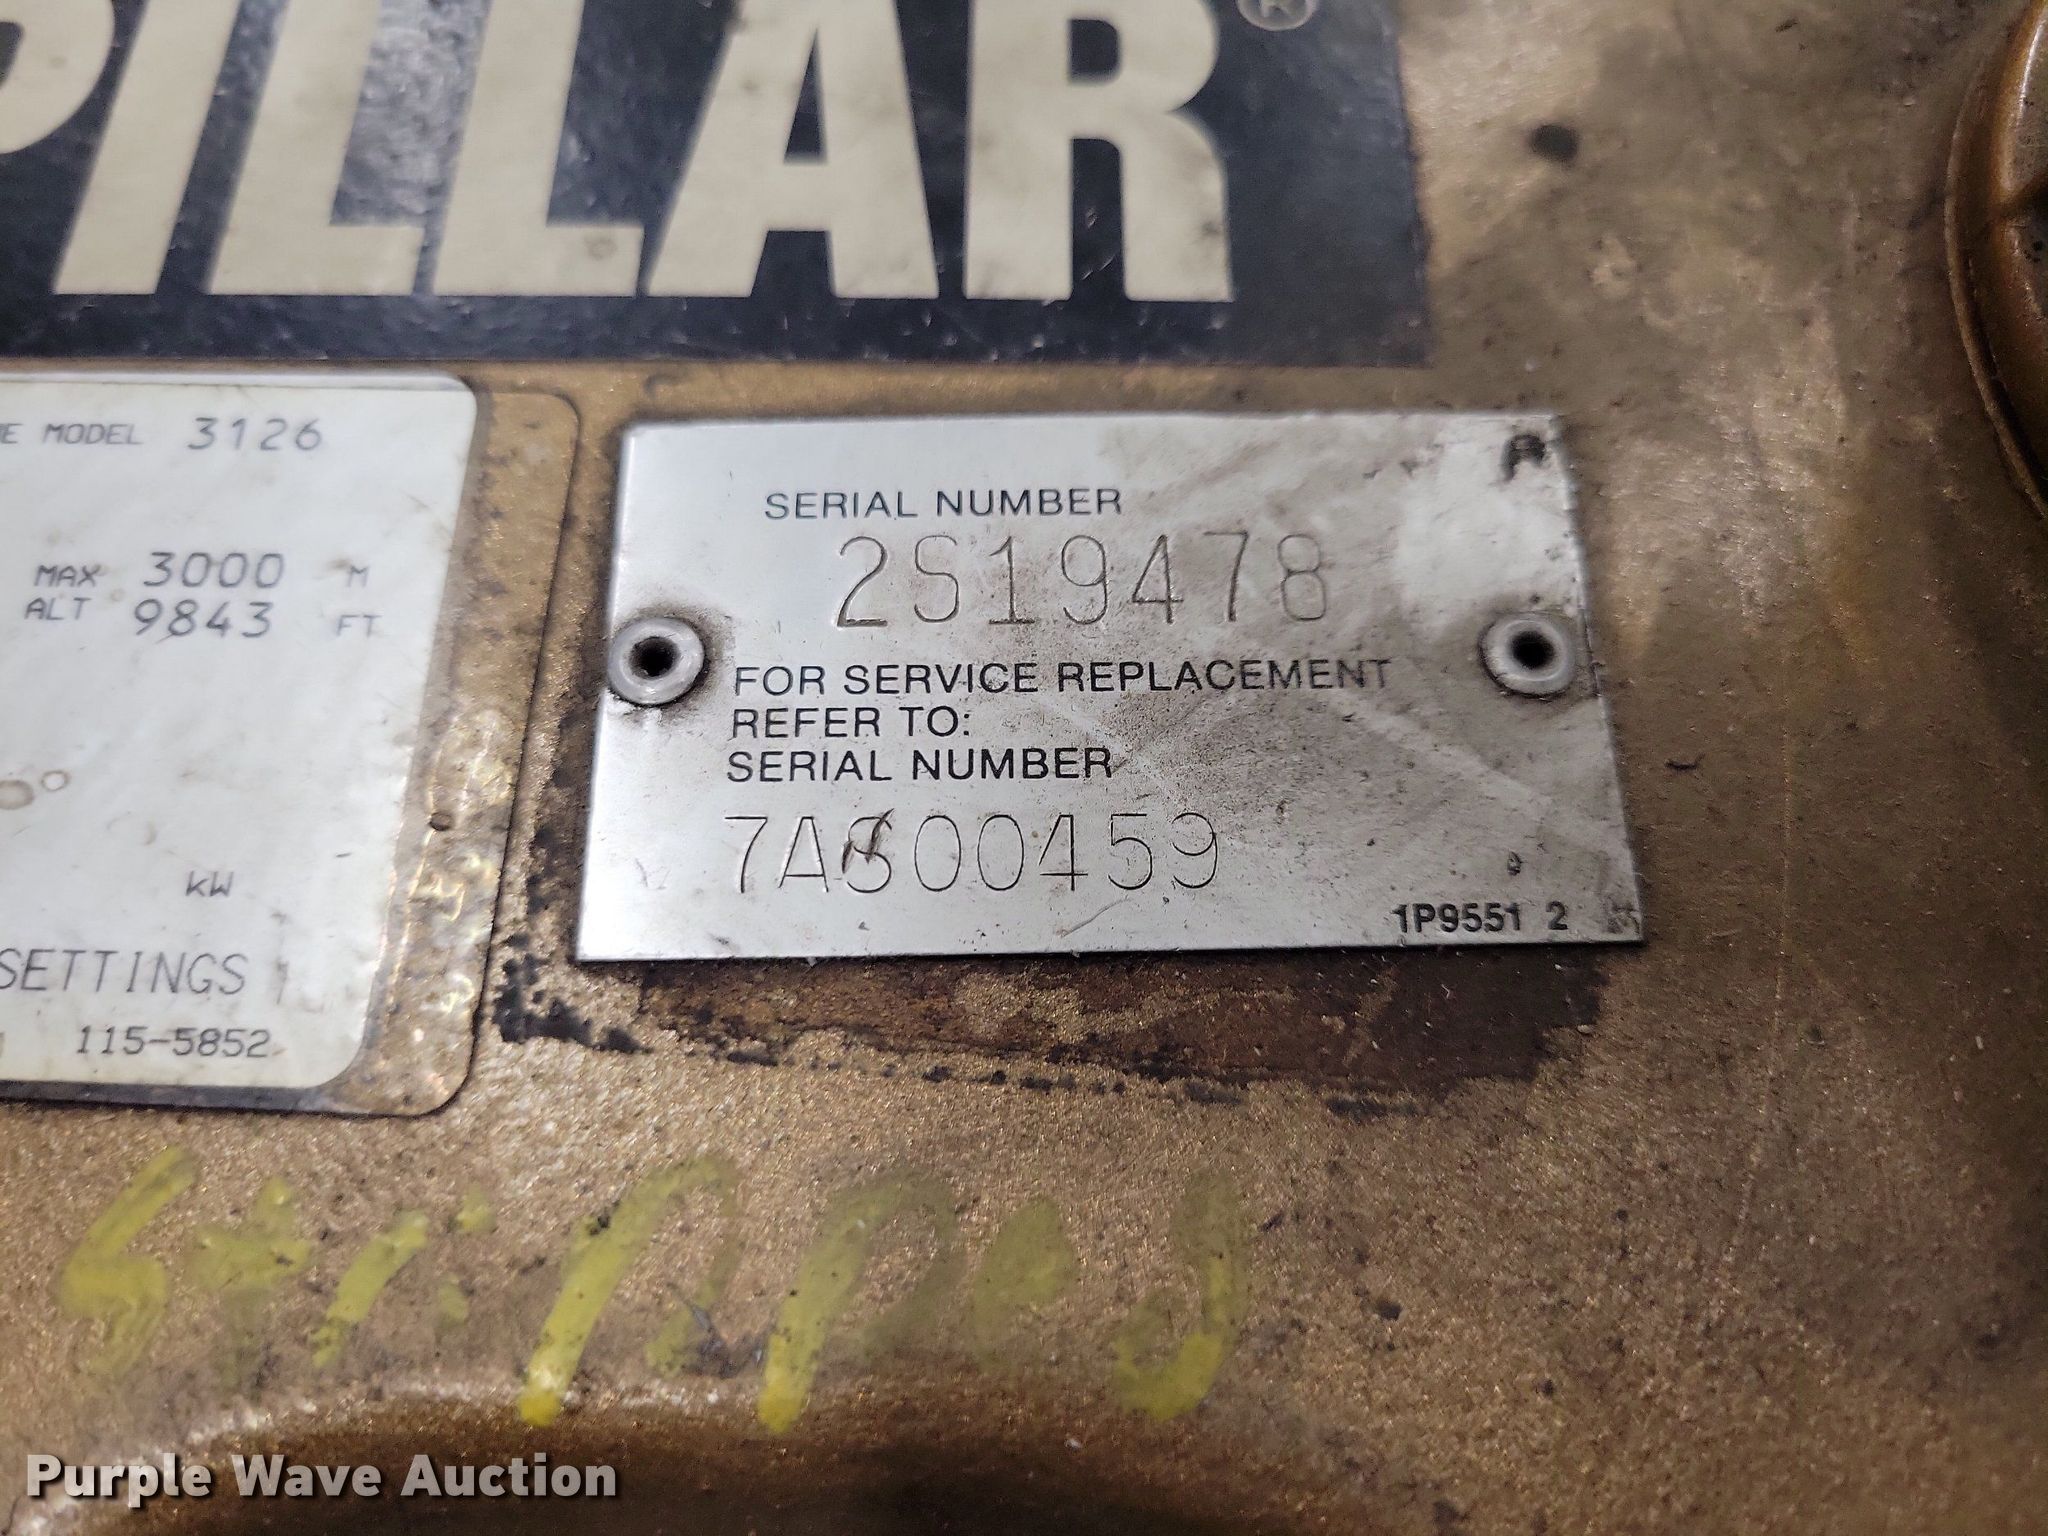 PILLAR®
E MODEL 3126
MAX 3000 M
ALT 9843 FT
kW
SETTINGS
115-5852
SERIAL NUMBER
2S19478
FOR SERVICE REPLACEMENT
REFER TO:
SERIAL NUMBER
7AS00459
1P9551 2
Purple Wave Auction